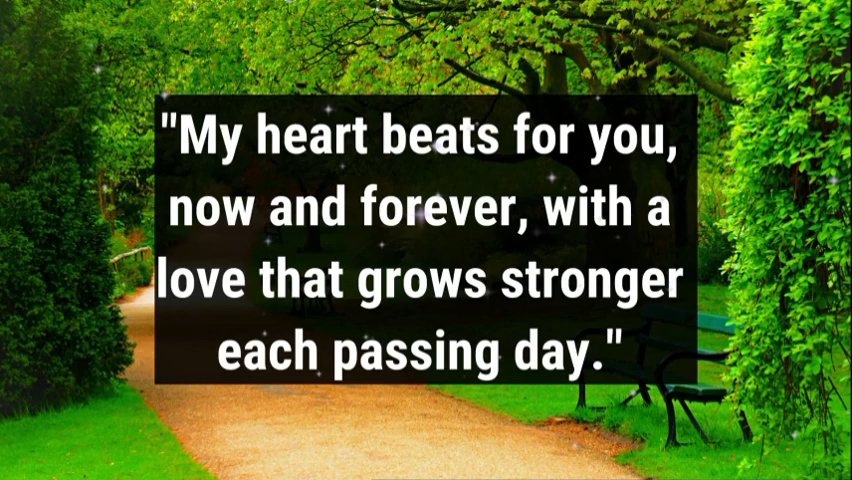 "My heart beats for you,
now and forever, with a
love that grows stronger
each passing day."